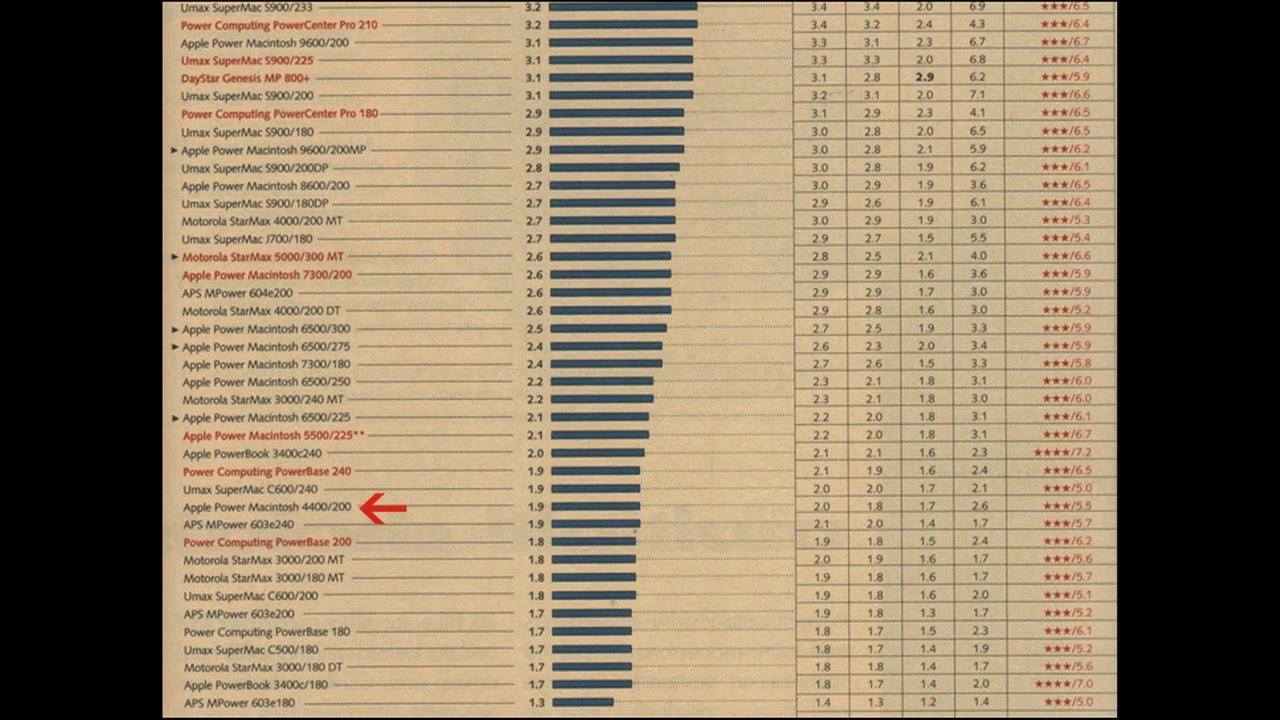 Umax SuperMac S900/233 3.2 3.4 3.4 2.0 6.9 ★★★/6.5
Power Computing PowerCenter Pro 210 3.2 3.4 3.2 2.4 4.3 ★★★/6.4
Apple Power Macintosh 9600/200 3.1 3.3 3.1 2.3 6.7 ★★★/6.7
Umax SuperMac S900/225 3.1 3.3 3.3 2.0 6.8 ★★★/6.4
DayStar Genesis MP 800+ 3.1 3.1 2.8 2.9 6.2 ★★★/5.9
Umax SuperMac S900/200 3.1 3.2 3.1 2.0 7.1 ★★★/6.6
Power Computing PowerCenter Pro 180 2.9 3.1 2.9 2.3 4.1 ★★★/6.5
Umax SuperMac S900/180 2.9 3.0 2.8 2.0 6.5 ★★★/6.5
▶ Apple Power Macintosh 9600/200MP 2.9 3.0 2.8 2.1 5.9 ★★★/6.2
Umax SuperMac S900/200DP 2.8 3.0 2.8 1.9 6.2 ★★★/6.1
Apple Power Macintosh 8600/200 2.7 3.0 2.9 1.9 3.6 ★★★/6.5
Umax SuperMac S900/180DP 2.7 2.9 2.6 1.9 6.1 ★★★/6.4
Motorola StarMax 4000/200 MT 2.7 3.0 2.9 1.9 3.0 ★★★/5.3
Umax SuperMac J700/180 2.7 2.9 2.7 1.5 5.5 ★★★/5.4
▶ Motorola StarMax 5000/300 MT 2.6 2.8 2.5 2.1 4.0 ★★★/6.6
Apple Power Macintosh 7300/200 2.6 2.9 2.9 1.6 3.6 ★★★/5.9
APS MPower 604e200 2.6 2.9 2.9 1.7 3.0 ★★★/5.9
Motorola StarMax 4000/200 DT 2.6 2.9 2.8 1.6 3.0 ★★★/5.2
▶ Apple Power Macintosh 6500/300 2.5 2.7 2.5 1.9 3.3 ★★★/5.9
▶ Apple Power Macintosh 6500/275 2.4 2.6 2.3 2.0 3.4 ★★★/5.9
Apple Power Macintosh 7300/180 2.4 2.7 2.6 1.5 3.3 ★★★/5.8
Apple Power Macintosh 6500/250 2.2 2.3 2.1 1.8 3.1 ★★★/6.0
Motorola StarMax 3000/240 MT 2.2 2.3 2.1 1.8 3.0 ★★★/6.0
▶ Apple Power Macintosh 6500/225 2.1 2.2 2.0 1.8 3.1 ★★★/6.1
Apple Power Macintosh 5500/225** 2.1 2.2 2.0 1.8 3.1 ★★★/6.7
Apple PowerBook 3400c240 2.0 2.1 2.1 1.6 2.3 ★★★★/7.2
Power Computing PowerBase 240 1.9 2.1 1.9 1.6 2.4 ★★★/6.5
Umax SuperMac C600/240 1.9 2.0 2.0 1.7 2.1 ★★★/5.0
Apple Power Macintosh 4400/200 1.9 2.0 1.8 1.7 2.6 ★★★/5.5
APS MPower 603e240 1.9 2.1 2.0 1.4 1.7 ★★★/5.7
Power Computing PowerBase 200 1.8 1.9 1.8 1.5 2.4 ★★★/6.2
Motorola StarMax 3000/200 MT 1.8 2.0 1.9 1.6 1.7 ★★★/5.6
Motorola StarMax 3000/180 MT 1.8 1.9 1.8 1.6 1.7 ★★★/5.7
Umax SuperMac C600/200 1.8 1.9 1.8 1.6 2.0 ★★★/5.1
APS MPower 603e200 1.7 1.9 1.8 1.3 1.7 ★★★/5.2
Power Computing PowerBase 180 1.7 1.8 1.7 1.5 2.3 ★★★/6.1
Umax SuperMac C500/180 1.7 1.8 1.7 1.4 1.9 ★★★/5.2
Motorola StarMax 3000/180 DT 1.7 1.8 1.8 1.4 1.7 ★★★/5.6
Apple PowerBook 3400c/180 1.7 1.8 1.7 1.4 2.0 ★★★★/7.0
APS MPower 603e180 1.3 1.4 1.3 1.2 1.4 ★★★/5.0